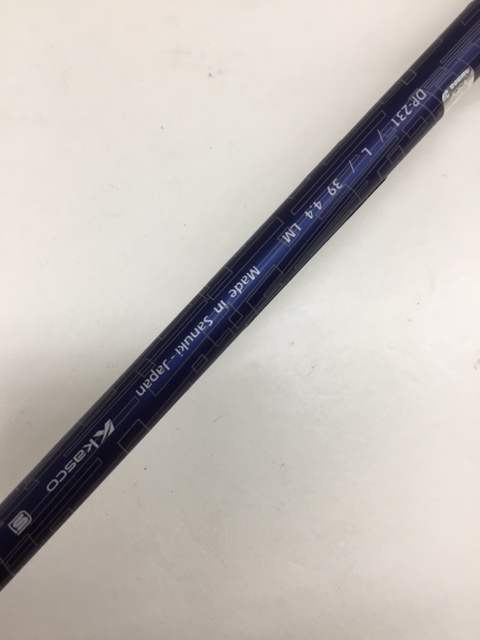 DP-231 / L / 39 4.4 LM
Made in Sanuki-Japan
kasco
S